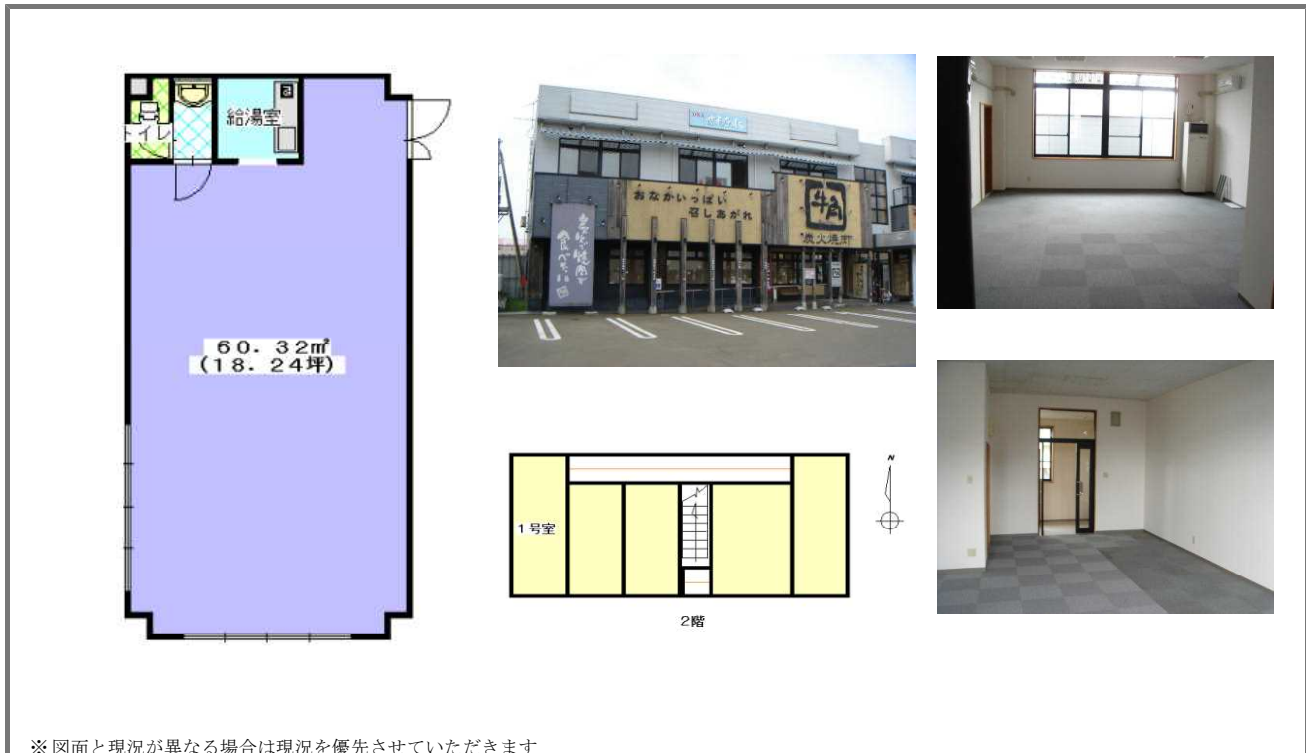 トイレ
給湯室
60.32㎡
(18.24坪)
おなかいっぱい
召しあがれ
牛角
炭火焼肉
1号室
N
2階
※図面と現況が異なる場合は現況を優先させていただきます